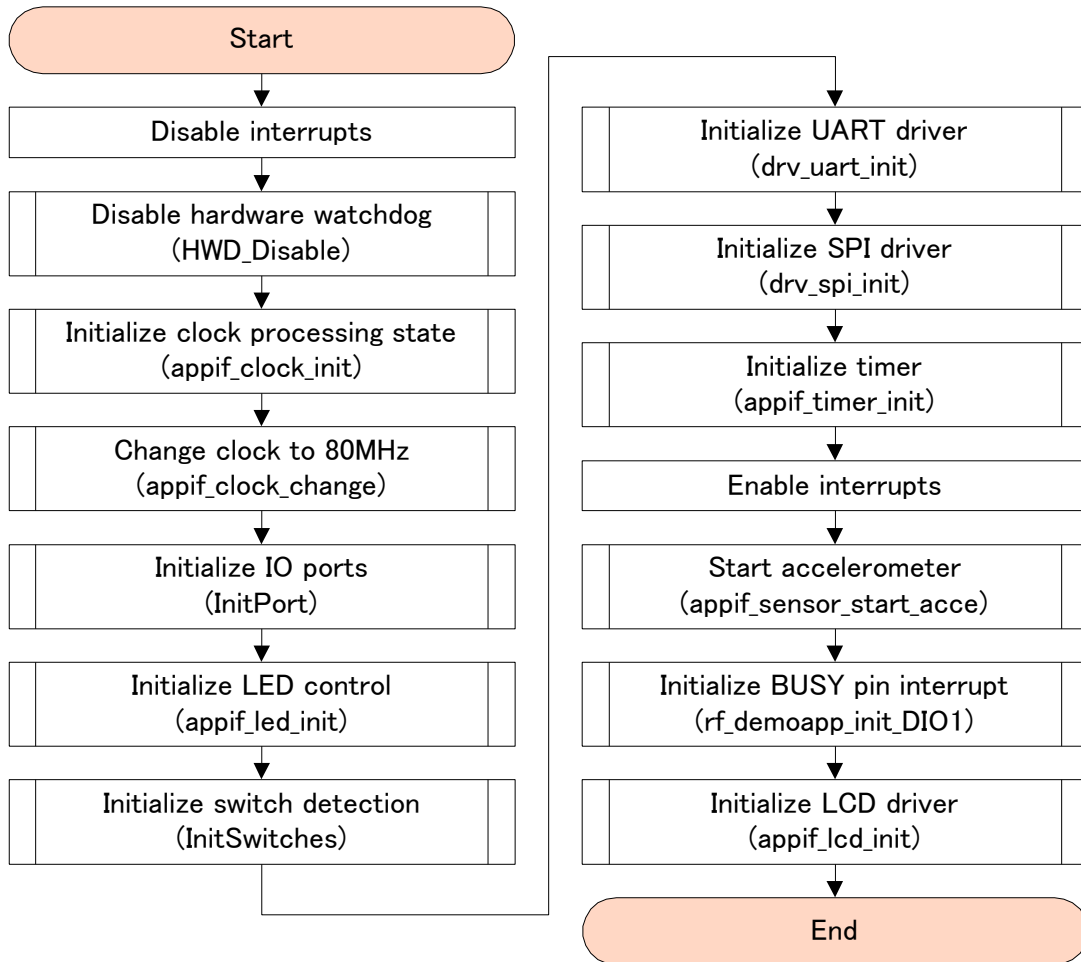 Start
Disable interrupts
Disable hardware watchdog
(HWD_Disable)
Initialize clock processing state
(appif_clock_init)
Change clock to 80MHz
(appif_clock_change)
Initialize IO ports
(InitPort)
Initialize LED control
(appif_led_init)
Initialize switch detection
(InitSwitches)
Initialize UART driver
(drv_uart_init)
Initialize SPI driver
(drv_spi_init)
Initialize timer
(appif_timer_init)
Enable interrupts
Start accelerometer
(appif_sensor_start_acce)
Initialize BUSY pin interrupt
(rf_demoapp_init_DIO1)
Initialize LCD driver
(appif_lcd_init)
End